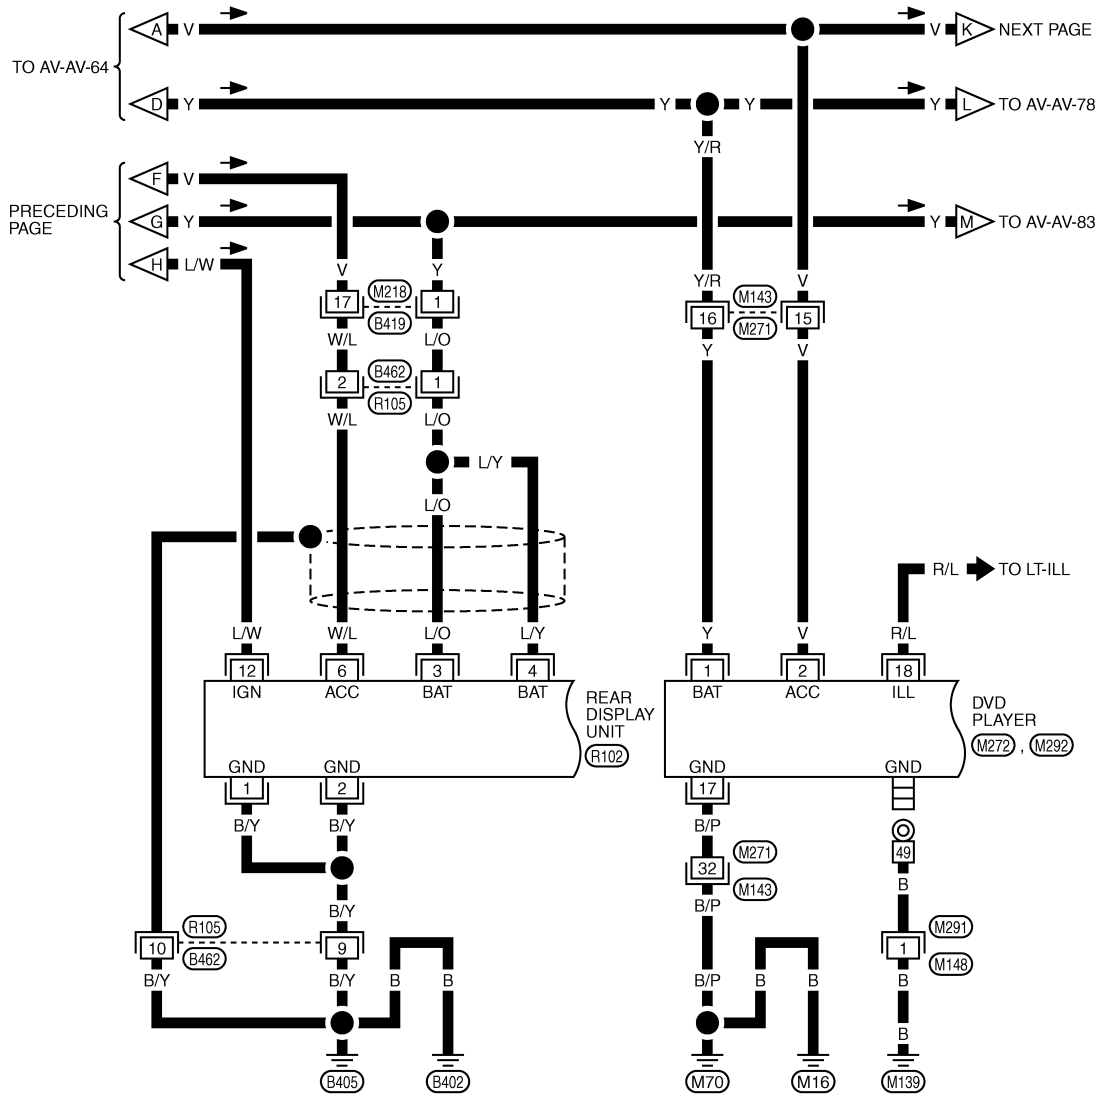 A V V K NEXT PAGE
TO AV-AV-64
D Y Y Y Y L TO AV-AV-78
Y/R
F V
PRECEDING
PAGE
G Y Y M TO AV-AV-83
H L/W
V Y Y/R V
17 M218 1
B419
16 M143 15
M271
W/L L/O Y V
2 B462 1
R105
W/L L/O
L/Y
L/O
R/L TO LT-ILL
L/W W/L L/O L/Y Y V R/L
12 6 3 4 1 2 18
IGN ACC BAT BAT BAT ACC ILL
REAR
DISPLAY
UNIT
R102
DVD
PLAYER
M272 , M292
GND GND GND GND
1 2 17
B/Y B/Y B/P
49
32 M271
M143
B
B/Y B/P
10 R105 9
B462
1 M291
M148
B/Y B/Y B B B/P B B B
B
B405 B402 M70 M16 M139